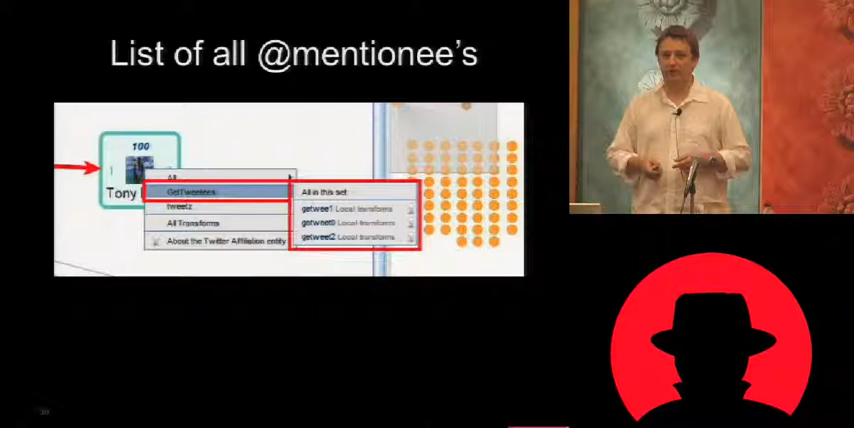 List of all @mentionee's
100
Tony
All
GetTweetees
tweetz
All Transforms
About the Twitter Affiliation entity
All in this set
getwee1 Local transforms
getweet0 Local transforms
getweet2 Local transforms